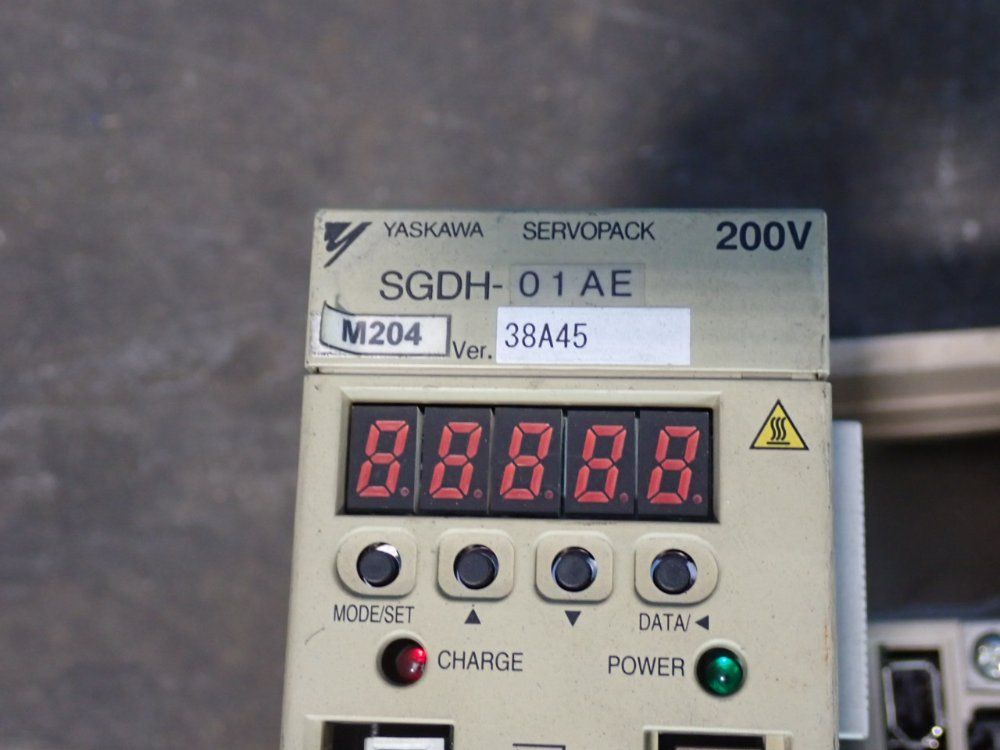 YASKAWA SERVOPACK 200V
SGDH-01AE
M204 Ver. 38A45
88888
MODE/SET ▲ ▼ DATA/◀
CHARGE POWER